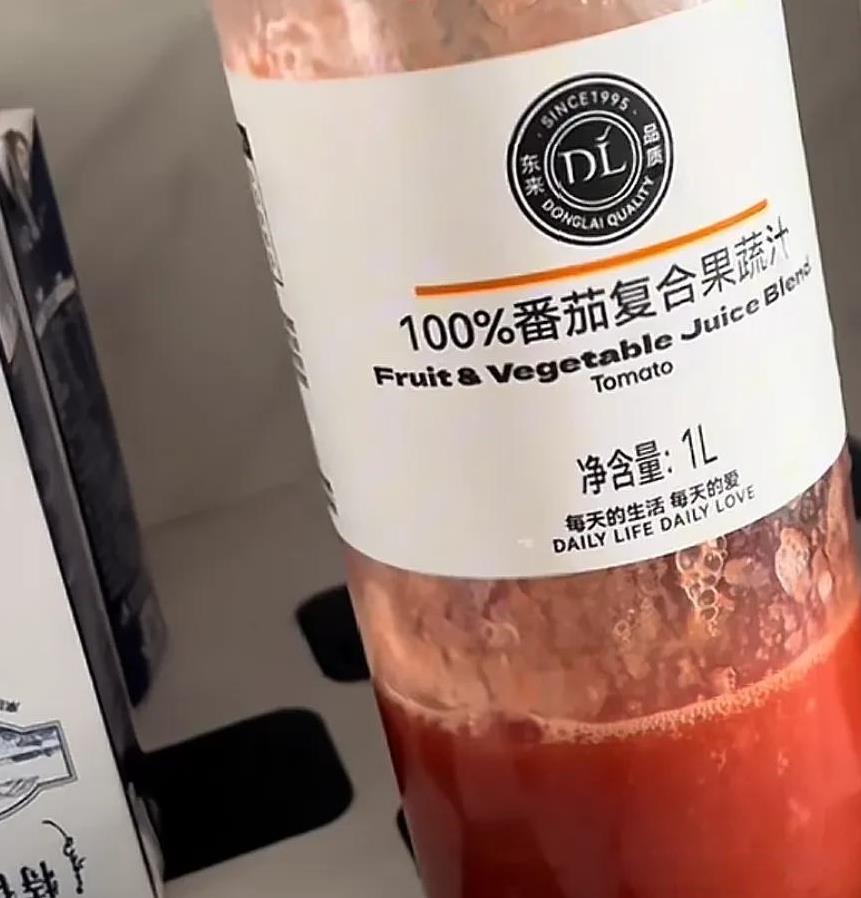 · SINCE1995 ·
东来
DL
品质
DONGLAI QUALITY
100%番茄复合果蔬汁
Fruit & Vegetable Juice Blend
Tomato
净含量: 1L
每天的生活 每天的爱
DAILY LIFE DAILY LOVE